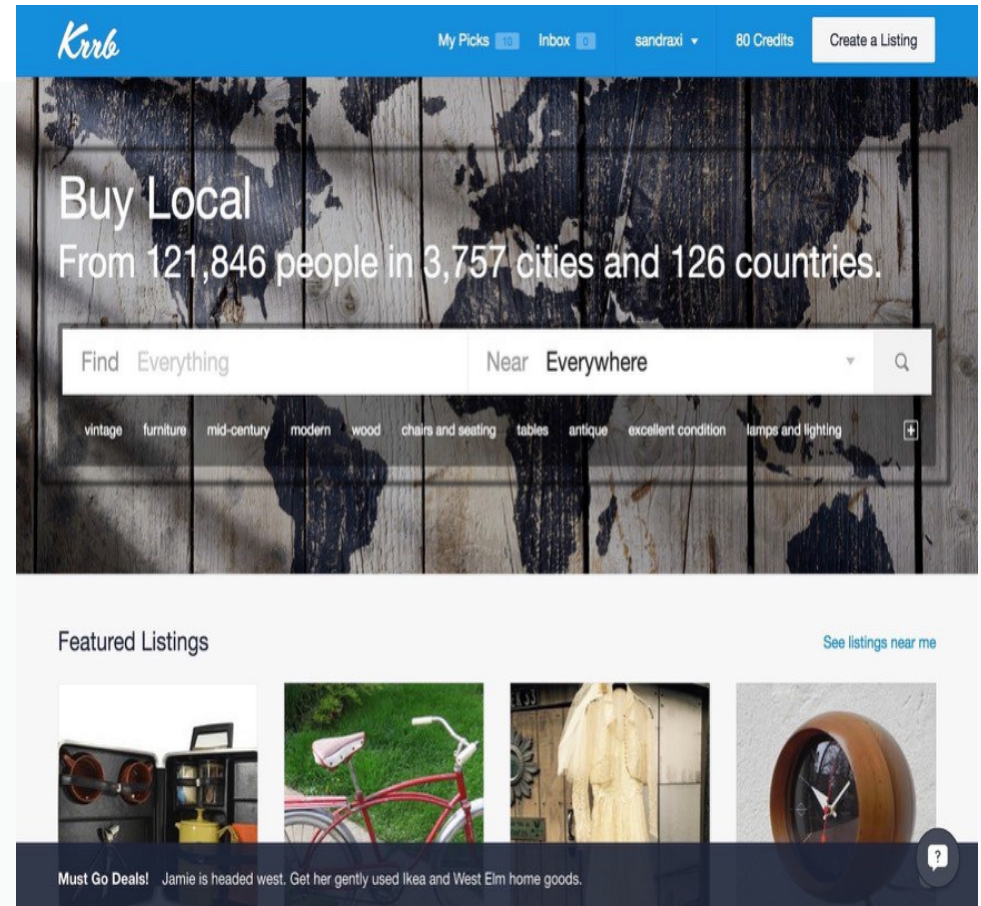 Krrb
My Picks 10 Inbox 0 sandraxi 80 Credits Create a Listing
Buy Local
From 121,846 people in 3,757 cities and 126 countries.
Find Everything Near Everywhere
vintage furniture mid-century modern wood chairs and seating tables antique excellent condition lamps and lighting +
Featured Listings See listings near me
Must Go Deals! Jamie is headed west. Get her gently used Ikea and West Elm home goods. ?